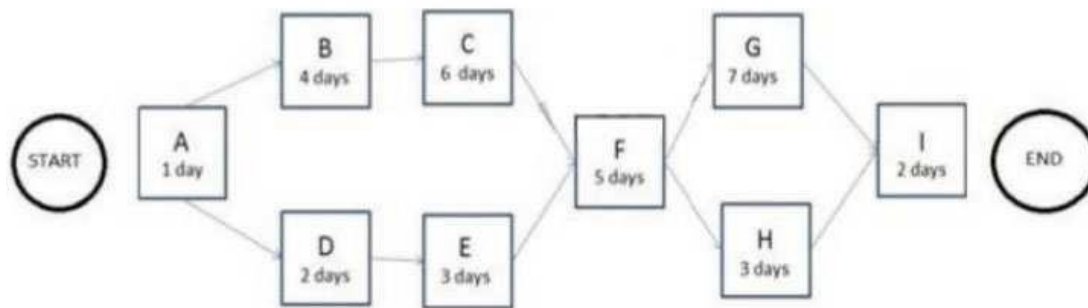 START
A
1 day
B
4 days
C
6 days
D
2 days
E
3 days
F
5 days
G
7 days
H
3 days
I
2 days
END